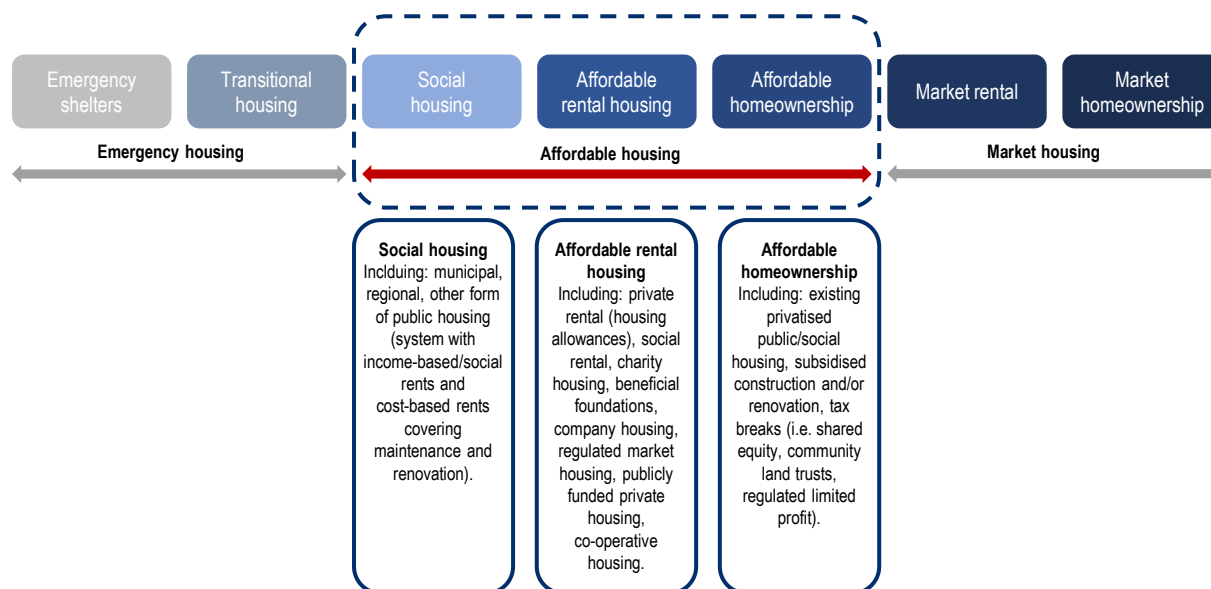 Emergency
shelters
Transitional
housing
Social
housing
Affordable
rental housing
Affordable
homeownership
Market rental
Market
homeownership
Emergency housing
Affordable housing
Market housing
Social housing
Inclduing: municipal,
regional, other form
of public housing
(system with
income-based/social
rents and
cost-based rents
covering
maintenance and
renovation).
Affordable rental
housing
Including: private
rental (housing
allowances), social
rental, charity
housing, beneficial
foundations,
company housing,
regulated market
housing, publicly
funded private
housing,
co-operative
housing.
Affordable
homeownership
Including: existing
privatised
public/social
housing, subsidised
construction and/or
renovation, tax
breaks (i.e. shared
equity, community
land trusts,
regulated limited
profit).